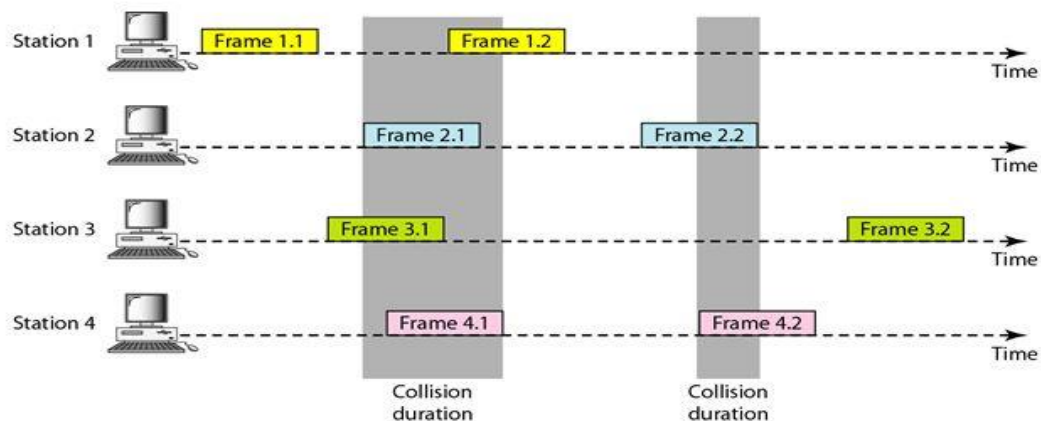 Station 1
Frame 1.1
Frame 1.2
Time
Station 2
Frame 2.1
Frame 2.2
Time
Station 3
Frame 3.1
Frame 3.2
Time
Station 4
Frame 4.1
Frame 4.2
Time
Collision
duration
Collision
duration